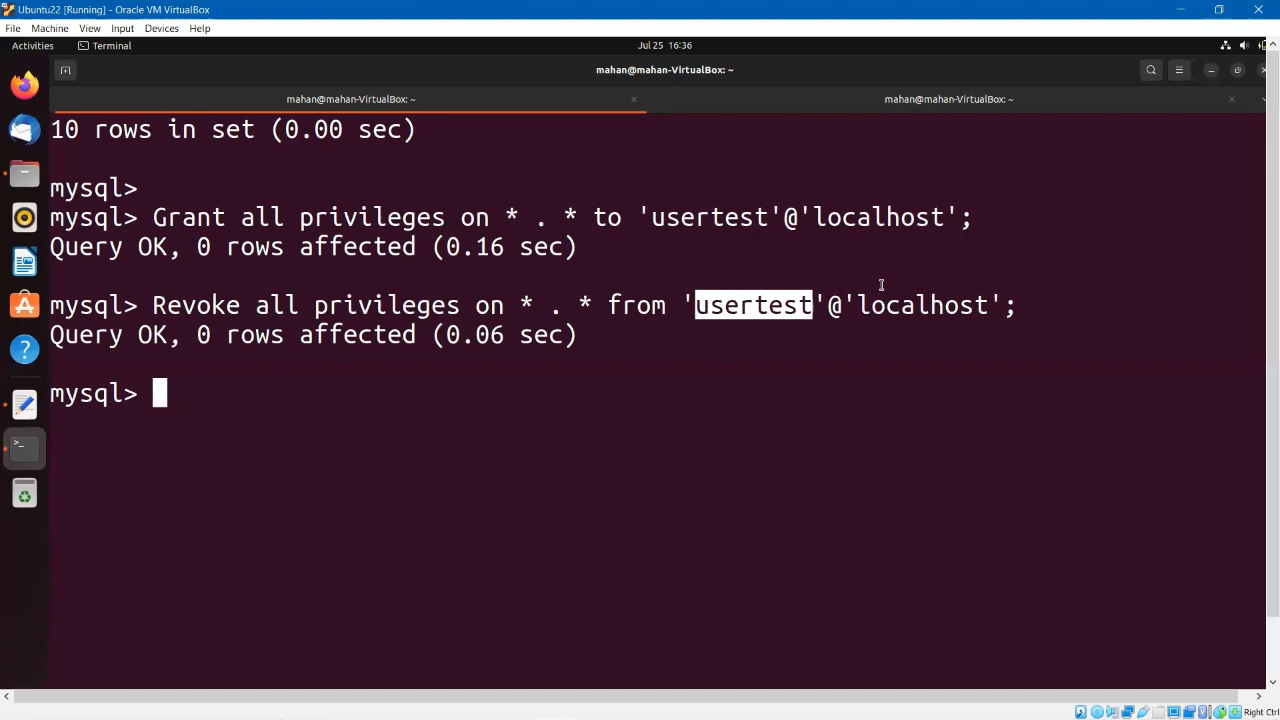 Ubuntu22 [Running] - Oracle VM VirtualBox
File Machine View Input Devices Help
Activities Terminal Jul 25 16:36
mahan@mahan-VirtualBox: ~
mahan@mahan-VirtualBox: ~ mahan@mahan-VirtualBox: ~
10 rows in set (0.00 sec)
mysql>
mysql> Grant all privileges on * . * to 'usertest'@'localhost';
Query OK, 0 rows affected (0.16 sec)
mysql> Revoke all privileges on * . * from 'usertest'@'localhost';
Query OK, 0 rows affected (0.06 sec)
mysql>
Right Ctrl